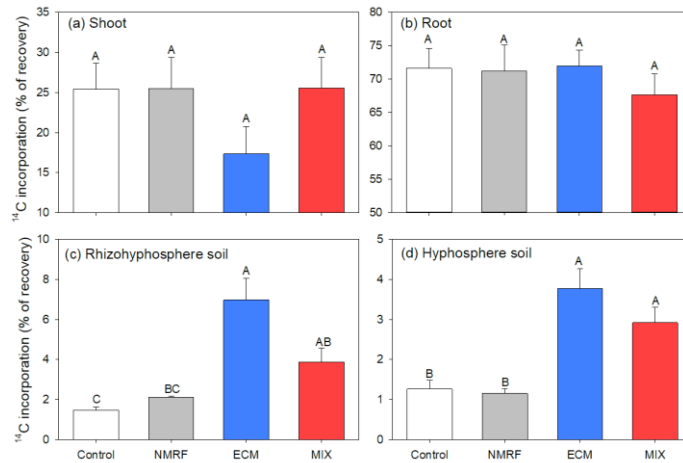 (a) Shoot
35
30
25
20
15
10
A A A A
(b) Root
80
75
70
65
60
55
50
A A A A
¹⁴C incorporation (% of recovery)
(c) Rhizohyphosphere soil
10
8
6
4
2
0
C BC A AB
(d) Hyphosphere soil
5
4
3
2
1
0
B B A A
¹⁴C incorporation (% of recovery)
Control NMRF ECM MIX
Control NMRF ECM MIX